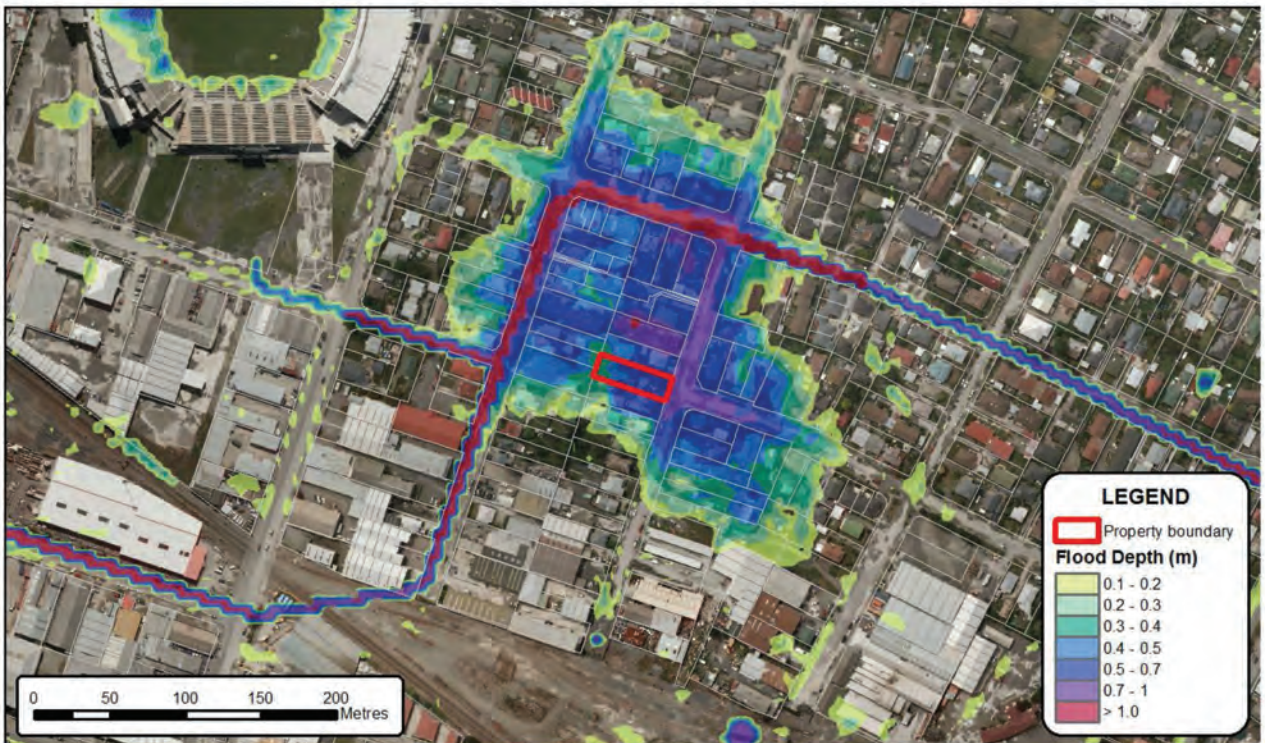 LEGEND
Property boundary
Flood Depth (m)
0.1 - 0.2
0.2 - 0.3
0.3 - 0.4
0.4 - 0.5
0.5 - 0.7
0.7 - 1
> 1.0
0 50 100 150 200
Metres